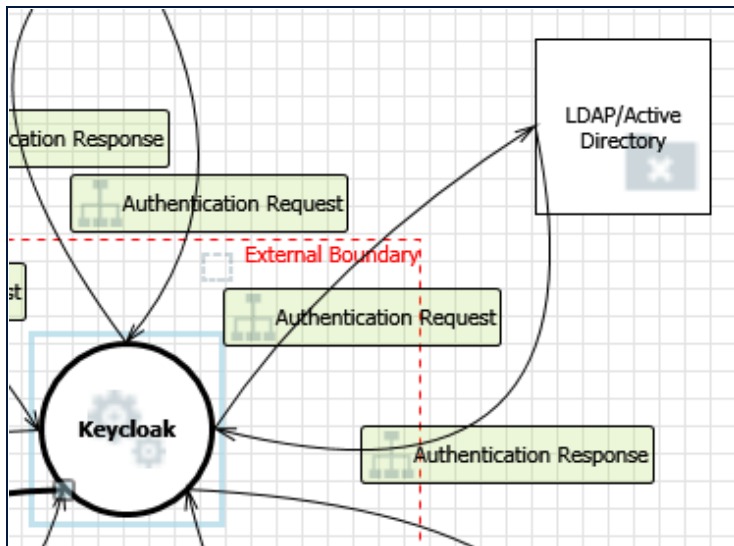 LDAP/Active
Directory
cation Response
Authentication Request
External Boundary
st
Authentication Request
Keycloak
Authentication Response